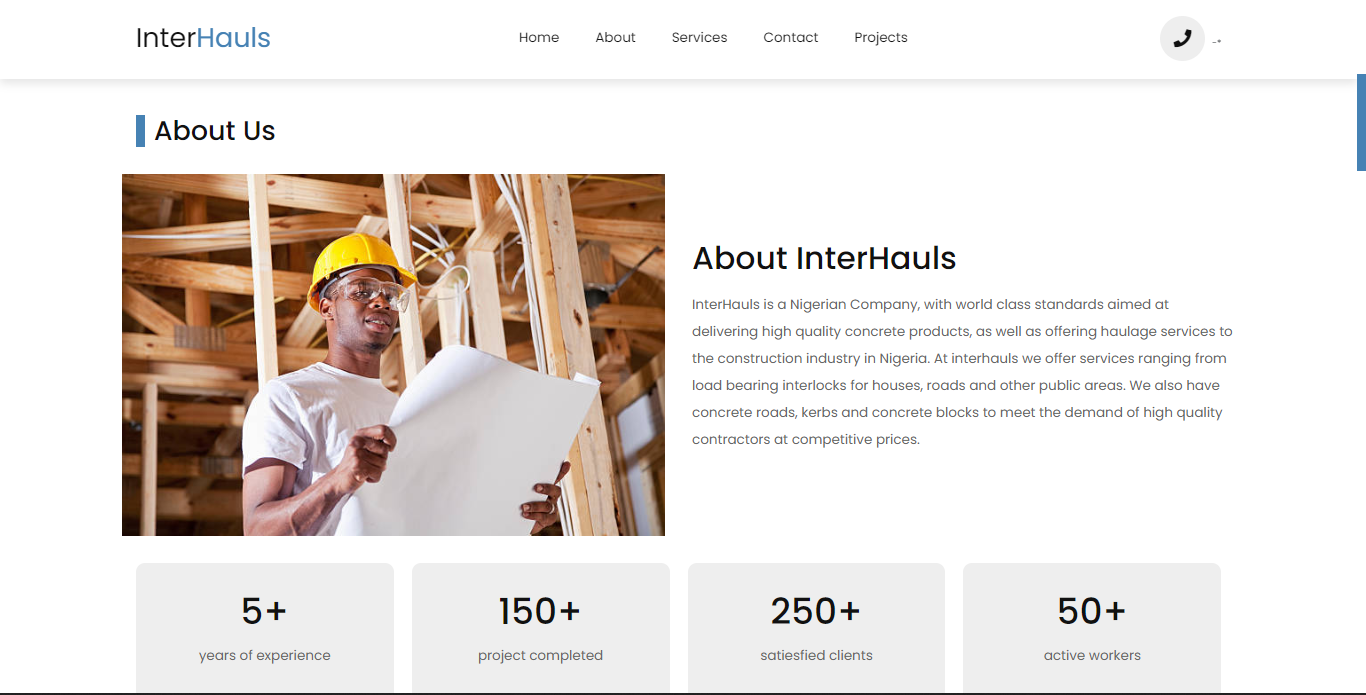 InterHauls
Home About Services Contact Projects
About Us
About InterHauls
InterHauls is a Nigerian Company, with world class standards aimed at
delivering high quality concrete products, as well as offering haulage services to
the construction industry in Nigeria. At interhauls we offer services ranging from
load bearing interlocks for houses, roads and other public areas. We also have
concrete roads, kerbs and concrete blocks to meet the demand of high quality
contractors at competitive prices.
5+
years of experience
150+
project completed
250+
satiesfied clients
50+
active workers